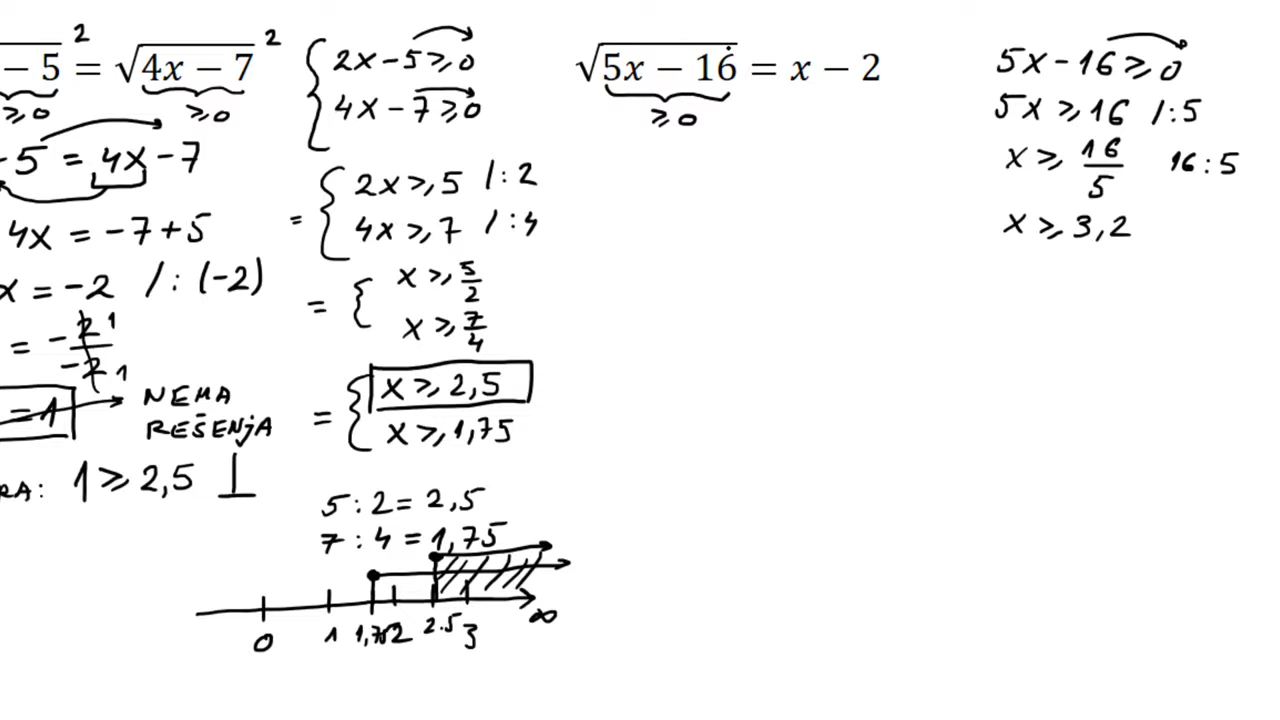 − 5 ² = √4x − 7 ²
≥0 ≥0
-5 = 4x -7
4x = -7+5
x = -2 /: (-2)
= -2 1 / -2 1
= 1 → NEMA
REŠENJA
RA: 1 ≥ 2,5 ⊥
{ 2x-5 ≥ 0
4x-7 ≥ 0
= { 2x ≥ 5 /:2
4x ≥ 7 /:4
= { x ≥ 5/2
x ≥ 7/4
= { x ≥ 2,5
x ≥ 1,75
5:2 = 2,5
7:4 = 1,75
0 1 1,75 2 2.5 3 ∞
√5x − 16 = x − 2
≥0
5x-16 ≥ 0
5x ≥ 16 /:5
x ≥ 16/5 16:5
x ≥ 3,2